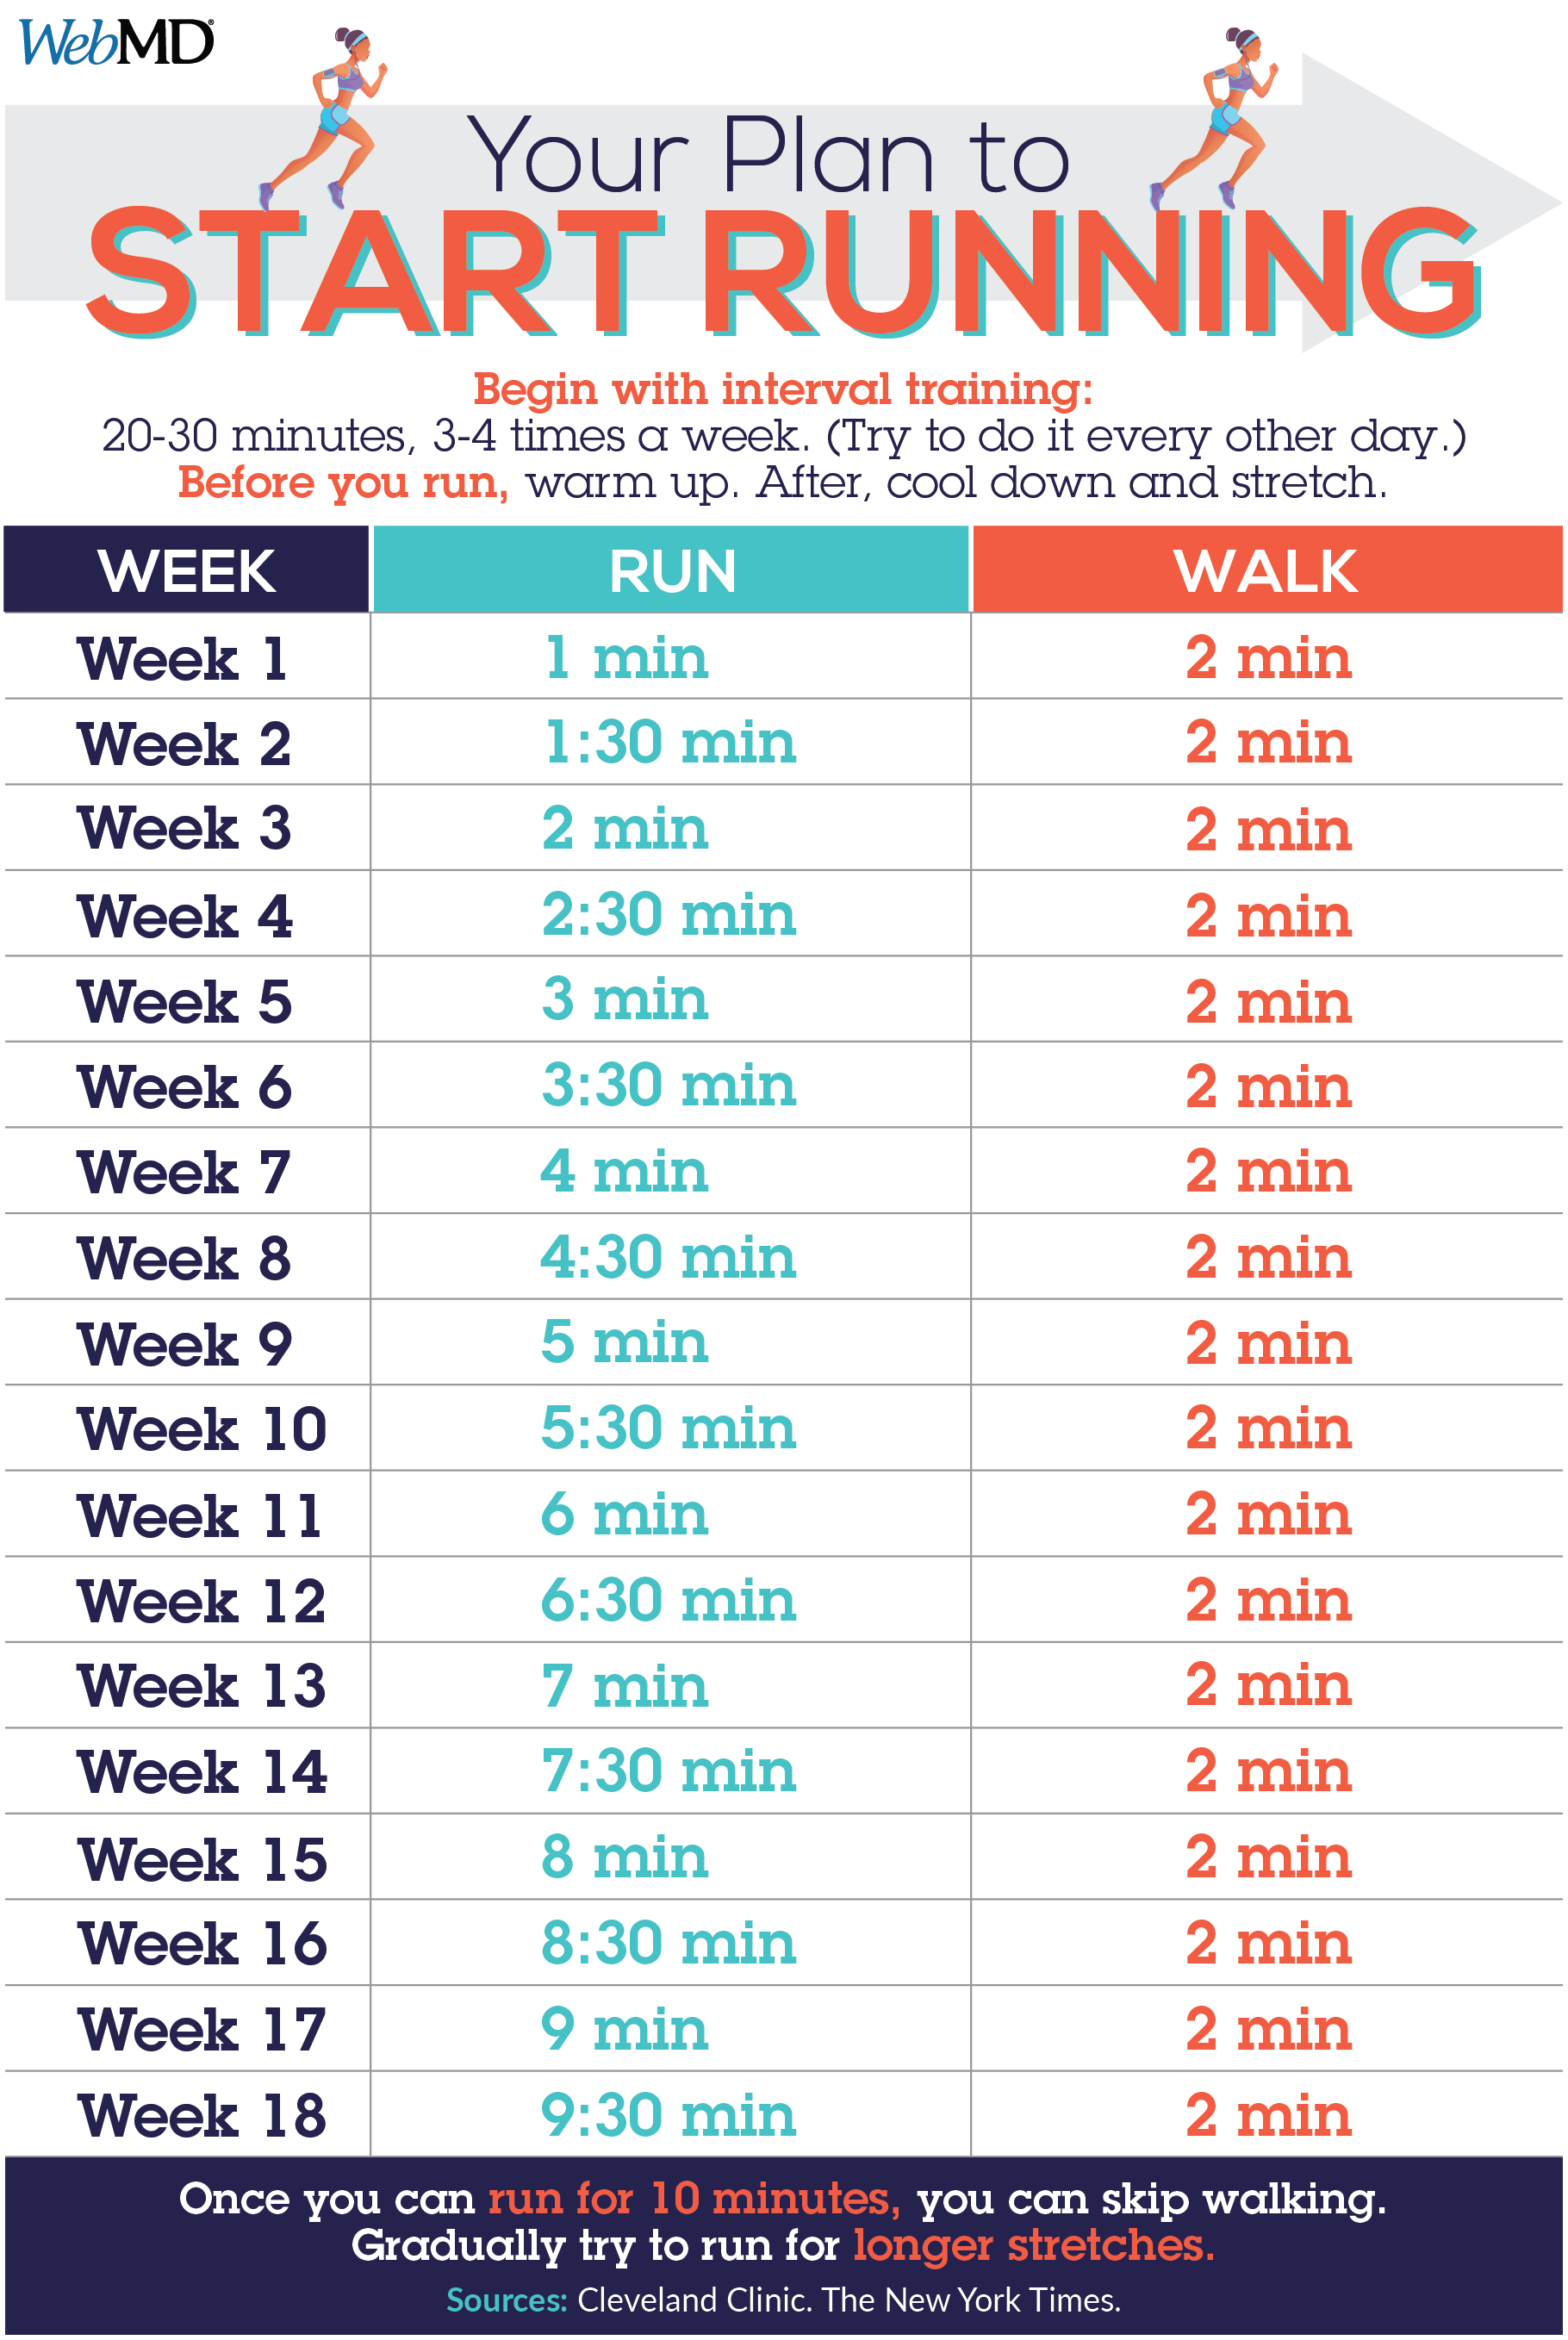 WebMD®
Your Plan to
START RUNNING
Begin with interval training:
20-30 minutes, 3-4 times a week. (Try to do it every other day.)
Before you run, warm up. After, cool down and stretch.
WEEK RUN WALK
Week 1 1 min 2 min
Week 2 1:30 min 2 min
Week 3 2 min 2 min
Week 4 2:30 min 2 min
Week 5 3 min 2 min
Week 6 3:30 min 2 min
Week 7 4 min 2 min
Week 8 4:30 min 2 min
Week 9 5 min 2 min
Week 10 5:30 min 2 min
Week 11 6 min 2 min
Week 12 6:30 min 2 min
Week 13 7 min 2 min
Week 14 7:30 min 2 min
Week 15 8 min 2 min
Week 16 8:30 min 2 min
Week 17 9 min 2 min
Week 18 9:30 min 2 min
Once you can run for 10 minutes, you can skip walking.
Gradually try to run for longer stretches.
Sources: Cleveland Clinic. The New York Times.